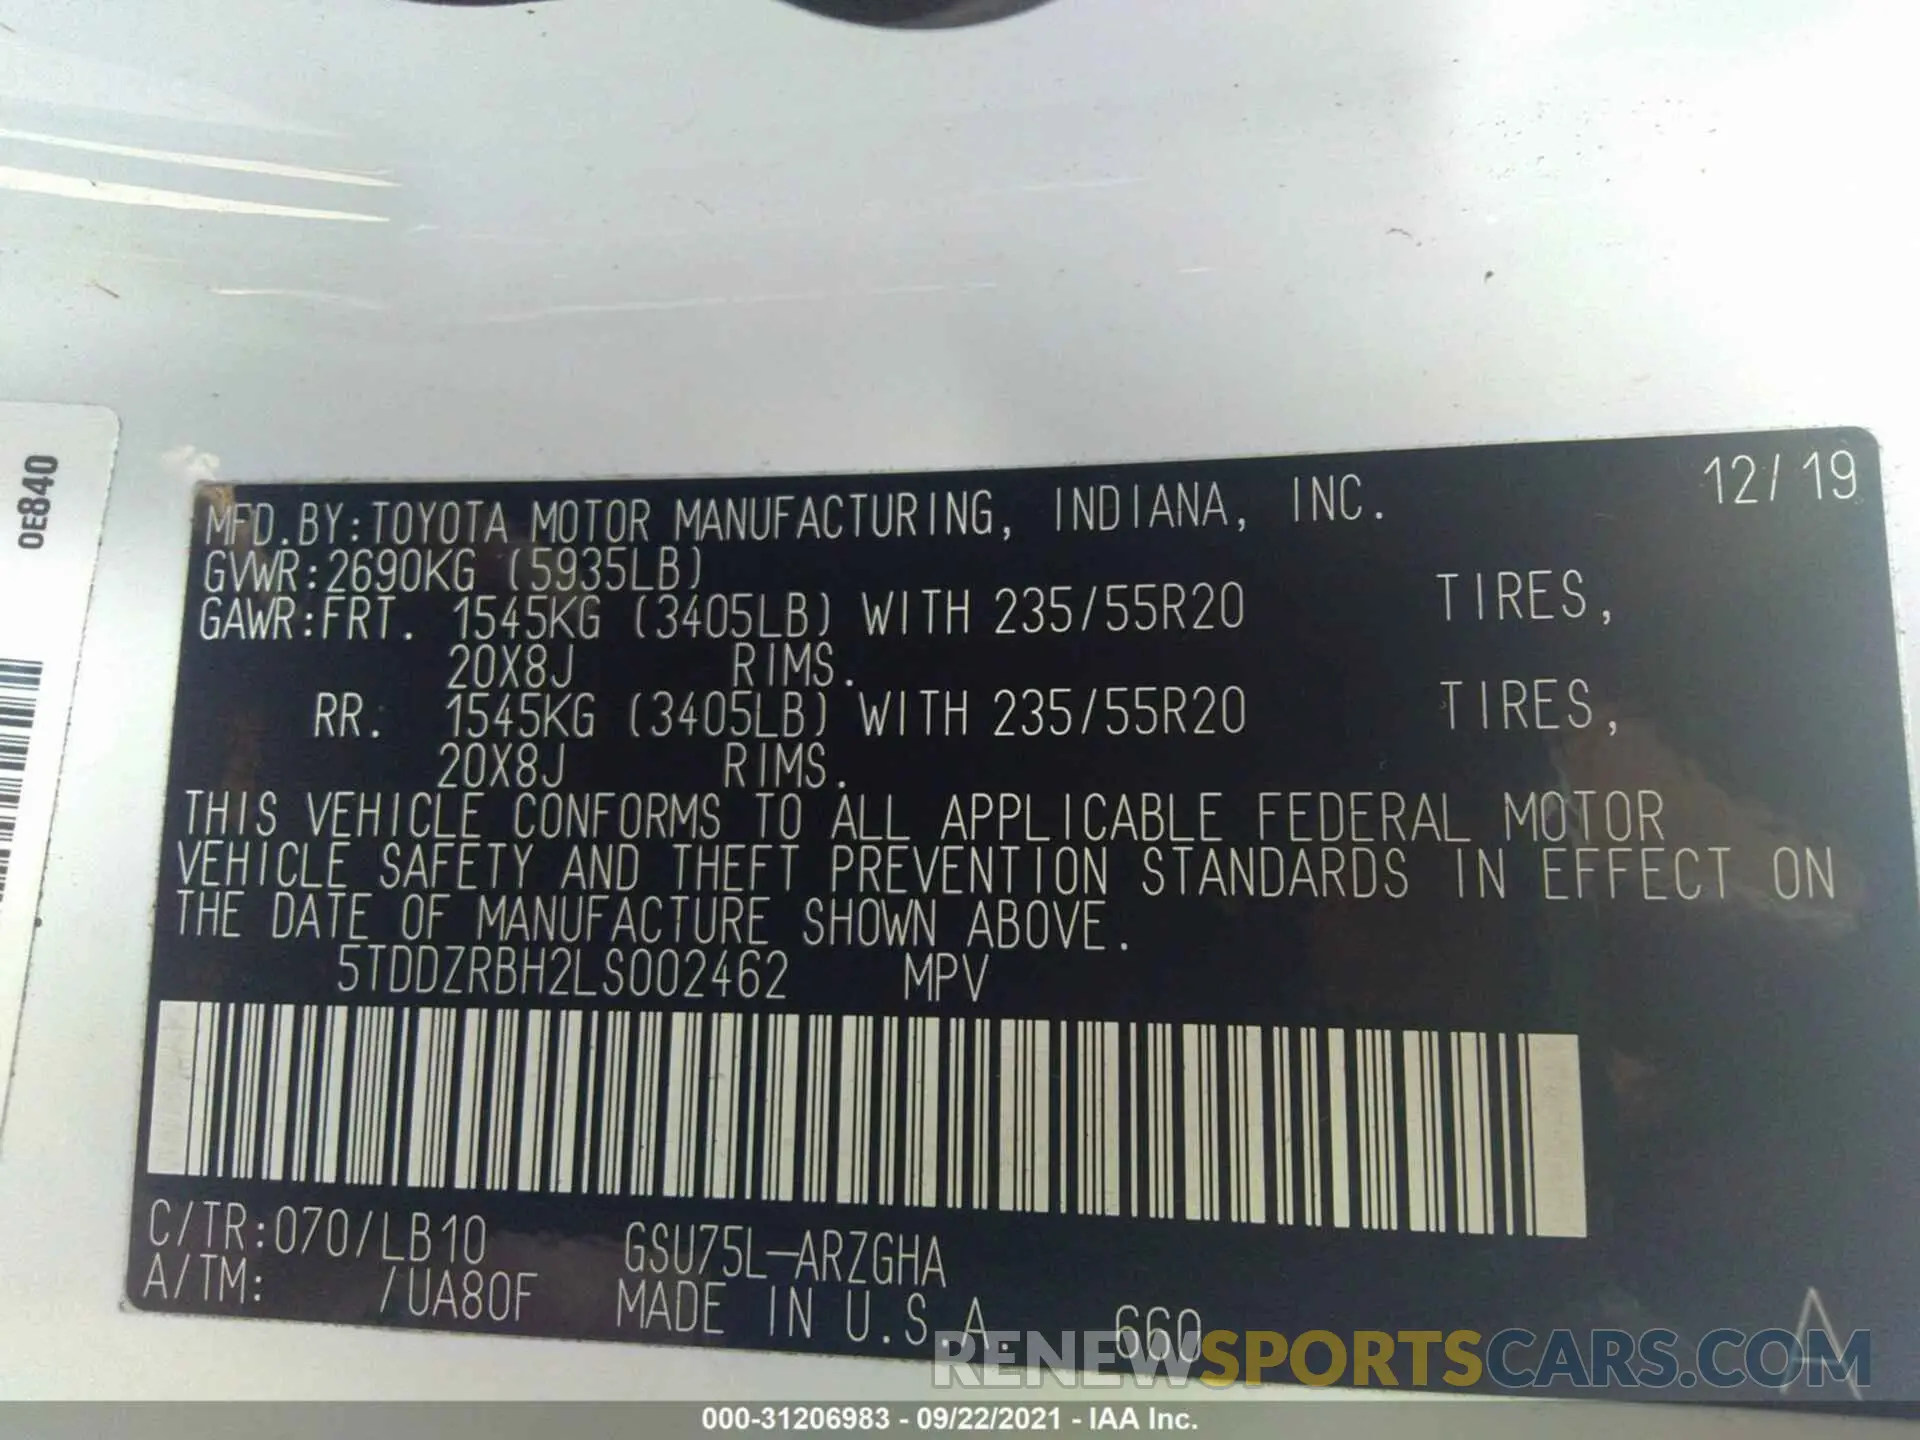 0E840
MFD.BY:TOYOTA MOTOR MANUFACTURING, INDIANA, INC. 12/19
GVWR:2690KG (5935LB)
GAWR:FRT. 1545KG (3405LB) WITH 235/55R20 TIRES,
20X8J RIMS.
RR. 1545KG (3405LB) WITH 235/55R20 TIRES,
20X8J RIMS.
THIS VEHICLE CONFORMS TO ALL APPLICABLE FEDERAL MOTOR
VEHICLE SAFETY AND THEFT PREVENTION STANDARDS IN EFFECT ON
THE DATE OF MANUFACTURE SHOWN ABOVE.
5TDDZRBH2LS002462 MPV
C/TR:070/LB10 GSU75L-ARZGHA
A/TM: /UA80F MADE IN U.S.A. 660 A
RENEWSPORTSCARS.COM
000-31206983 - 09/22/2021 - IAA Inc.